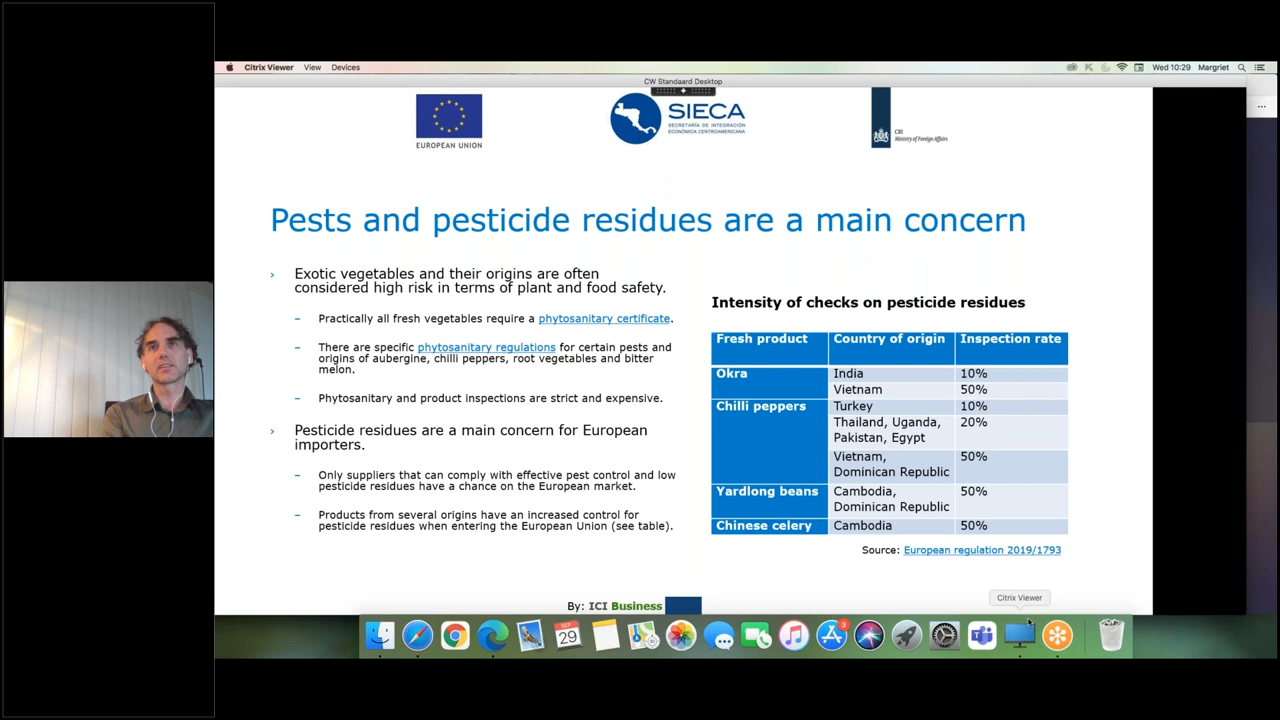 Citrix Viewer View Devices
Wed 10:29 Margriet
CW Standaard Desktop
EUROPEAN UNION
SIECA
SECRETARÍA DE INTEGRACIÓN
ECONÓMICA CENTROAMERICANA
CBI
Ministry of Foreign Affairs
Pests and pesticide residues are a main concern
› Exotic vegetables and their origins are often
considered high risk in terms of plant and food safety.
– Practically all fresh vegetables require a phytosanitary certificate.
– There are specific phytosanitary regulations for certain pests and
origins of aubergine, chilli peppers, root vegetables and bitter
melon.
– Phytosanitary and product inspections are strict and expensive.
› Pesticide residues are a main concern for European
importers.
– Only suppliers that can comply with effective pest control and low
pesticide residues have a chance on the European market.
– Products from several origins have an increased control for
pesticide residues when entering the European Union (see table).
Intensity of checks on pesticide residues
Fresh product Country of origin Inspection rate
Okra India 10%
Vietnam 50%
Chilli peppers Turkey 10%
Thailand, Uganda, 20%
Pakistan, Egypt
Vietnam, 50%
Dominican Republic
Yardlong beans Cambodia, 50%
Dominican Republic
Chinese celery Cambodia 50%
Source: European regulation 2019/1793
By: ICI Business
Citrix Viewer
SEP
29
3